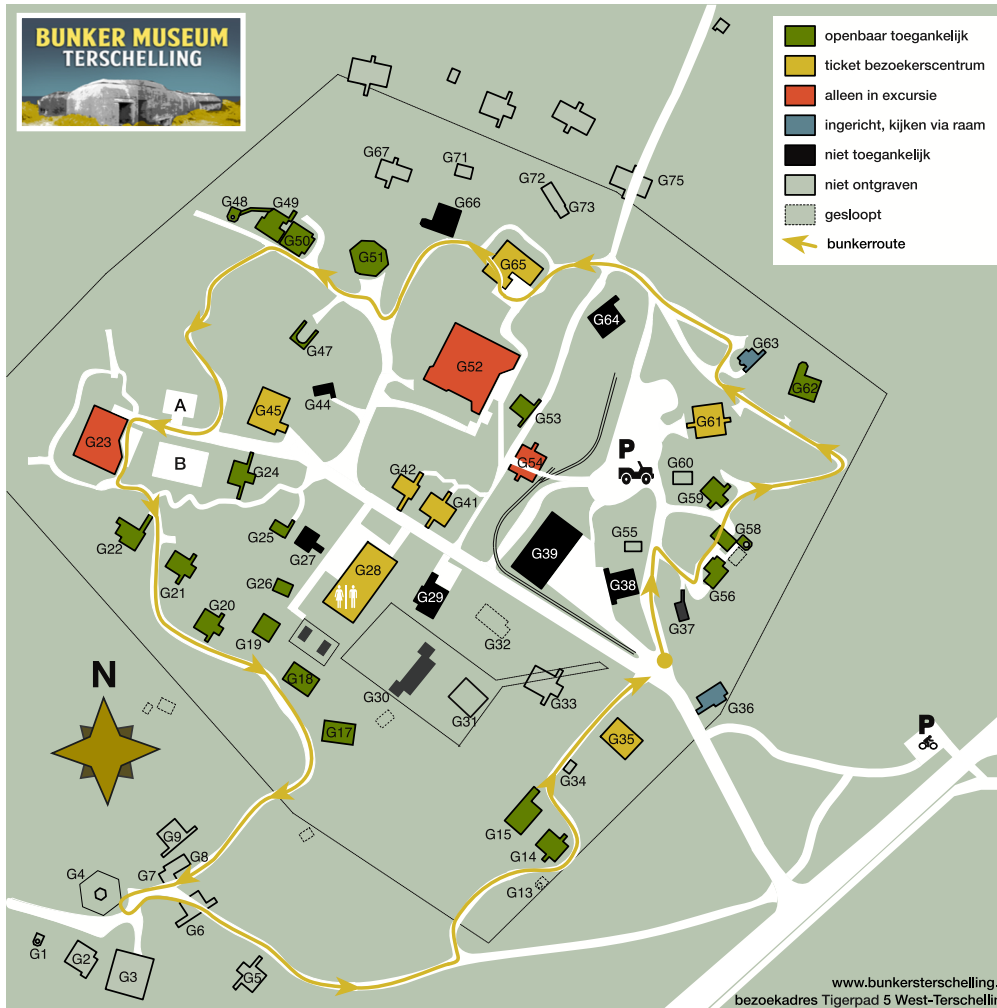 BUNKER MUSEUM
TERSCHELLING
openbaar toegankelijk
ticket bezoekerscentrum
alleen in excursie
ingericht, kijken via raam
niet toegankelijk
niet ontgraven
gesloopt
bunkerroute
G67
G71
G72
G73
G75
G66
G48
G49
G50
G51
G65
G64
G63
G62
G47
G52
G44
G45
G53
G61
A
G23
B
G24
G42
G41
G54
P
G60
G59
G58
G22
G25
G27
G28
G39
G55
G38
G56
G21
G26
G29
G37
G20
G19
G32
N
G18
G30
G31
G33
G36
G17
G35
P
G34
G15
G14
G9
G8
G7
G4
G13
G6
G1
G2
G3
G5
www.bunkersterschelling.
bezoekadres Tigerpad 5 West-Terschellin